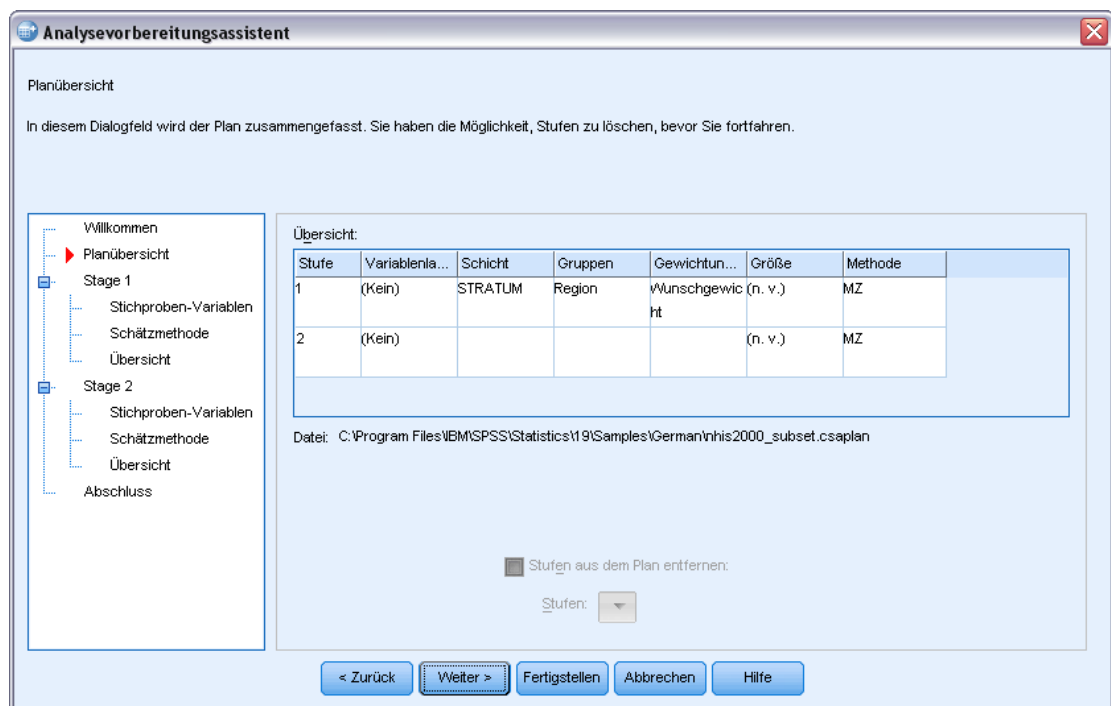 Analysevorbereitungsassistent
Planübersicht
In diesem Dialogfeld wird der Plan zusammengefasst. Sie haben die Möglichkeit, Stufen zu löschen, bevor Sie fortfahren.
Willkommen
Planübersicht
Stage 1
Stichproben-Variablen
Schätzmethode
Übersicht
Stage 2
Stichproben-Variablen
Schätzmethode
Übersicht
Abschluss
Übersicht:
Stufe Variablenla... Schicht Gruppen Gewichtun... Größe Methode
1 (Kein) STRATUM Region Wunschgewic (n. v.) MZ
ht
2 (Kein) (n. v.) MZ
Datei: C:\Program Files\IBM\SPSS\Statistics\19\Samples\German\nhis2000_subset.csaplan
Stufen aus dem Plan entfernen:
Stufen:
< Zurück Weiter > Fertigstellen Abbrechen Hilfe